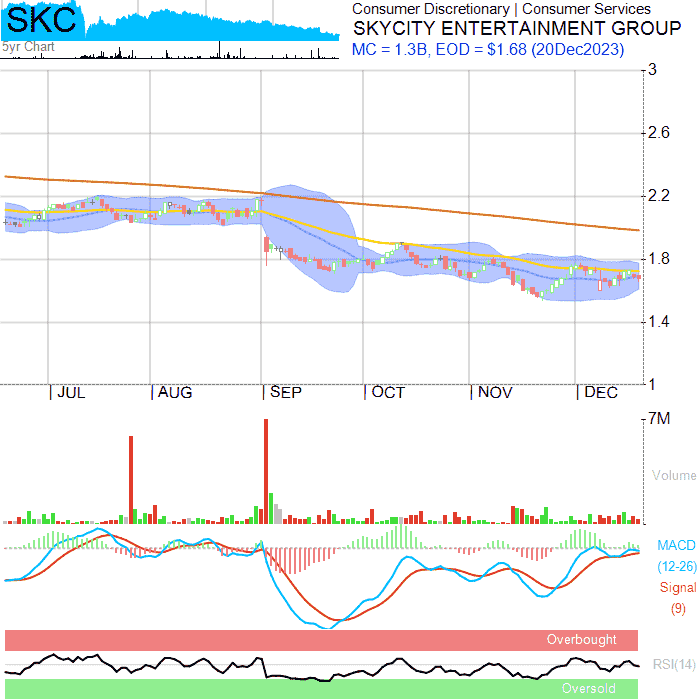 SKC
5yr Chart
Consumer Discretionary | Consumer Services
SKYCITY ENTERTAINMENT GROUP
MC = 1.3B, EOD = $1.68 (20Dec2023)
3
2.6
2.2
1.8
1.4
1
JUL AUG SEP OCT NOV DEC
7M
Volume
MACD
(12-26)
Signal
(9)
Overbought
RSI(14)
Oversold